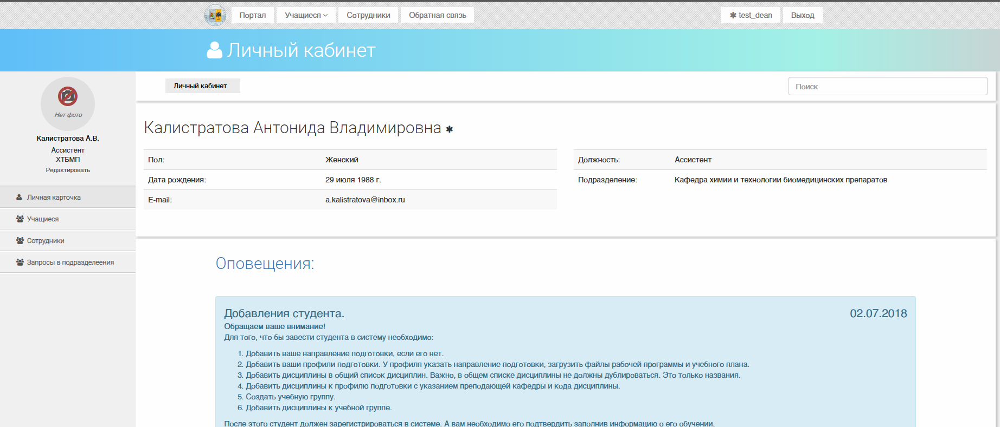 Портал
Учащиеся
Сотрудники
Обратная связь
✱ test_dean
Выход
Личный кабинет
Нет фото
Калистратова А.В.
Ассистент
ХТБМП
Редактировать
Личная карточка
Учащиеся
Сотрудники
Запросы в подразделеения
Личный кабинет
Поиск
Калистратова Антонида Владимировна ✱
Пол: Женский
Дата рождения: 29 июля 1988 г.
E-mail: a.kalistratova@inbox.ru
Должность: Ассистент
Подразделение: Кафедра химии и технологии биомедицинских препаратов
Оповещения:
Добавления студента. 02.07.2018
Обращаем ваше внимание!
Для того, что бы завести студента в систему необходимо:
1. Добавить ваше направление подготовки, если его нет.
2. Добавить ваши профили подготовки. У профиля указать направление подготовки, загрузить файлы рабочей программы и учебного плана.
3. Добавить дисциплины в общий список дисциплин. Важно, в общем списке дисциплины не должны дублироваться. Это только названия.
4. Добавить дисциплины к профилю подготовки с указанием преподающей кафедры и кода дисциплины.
5. Создать учебную группу.
6. Добавить дисциплины к учебной группе.
После этого студент должен зарегистрироваться в системе. А вам необходимо его подтвердить заполнив информацию о его обучении.